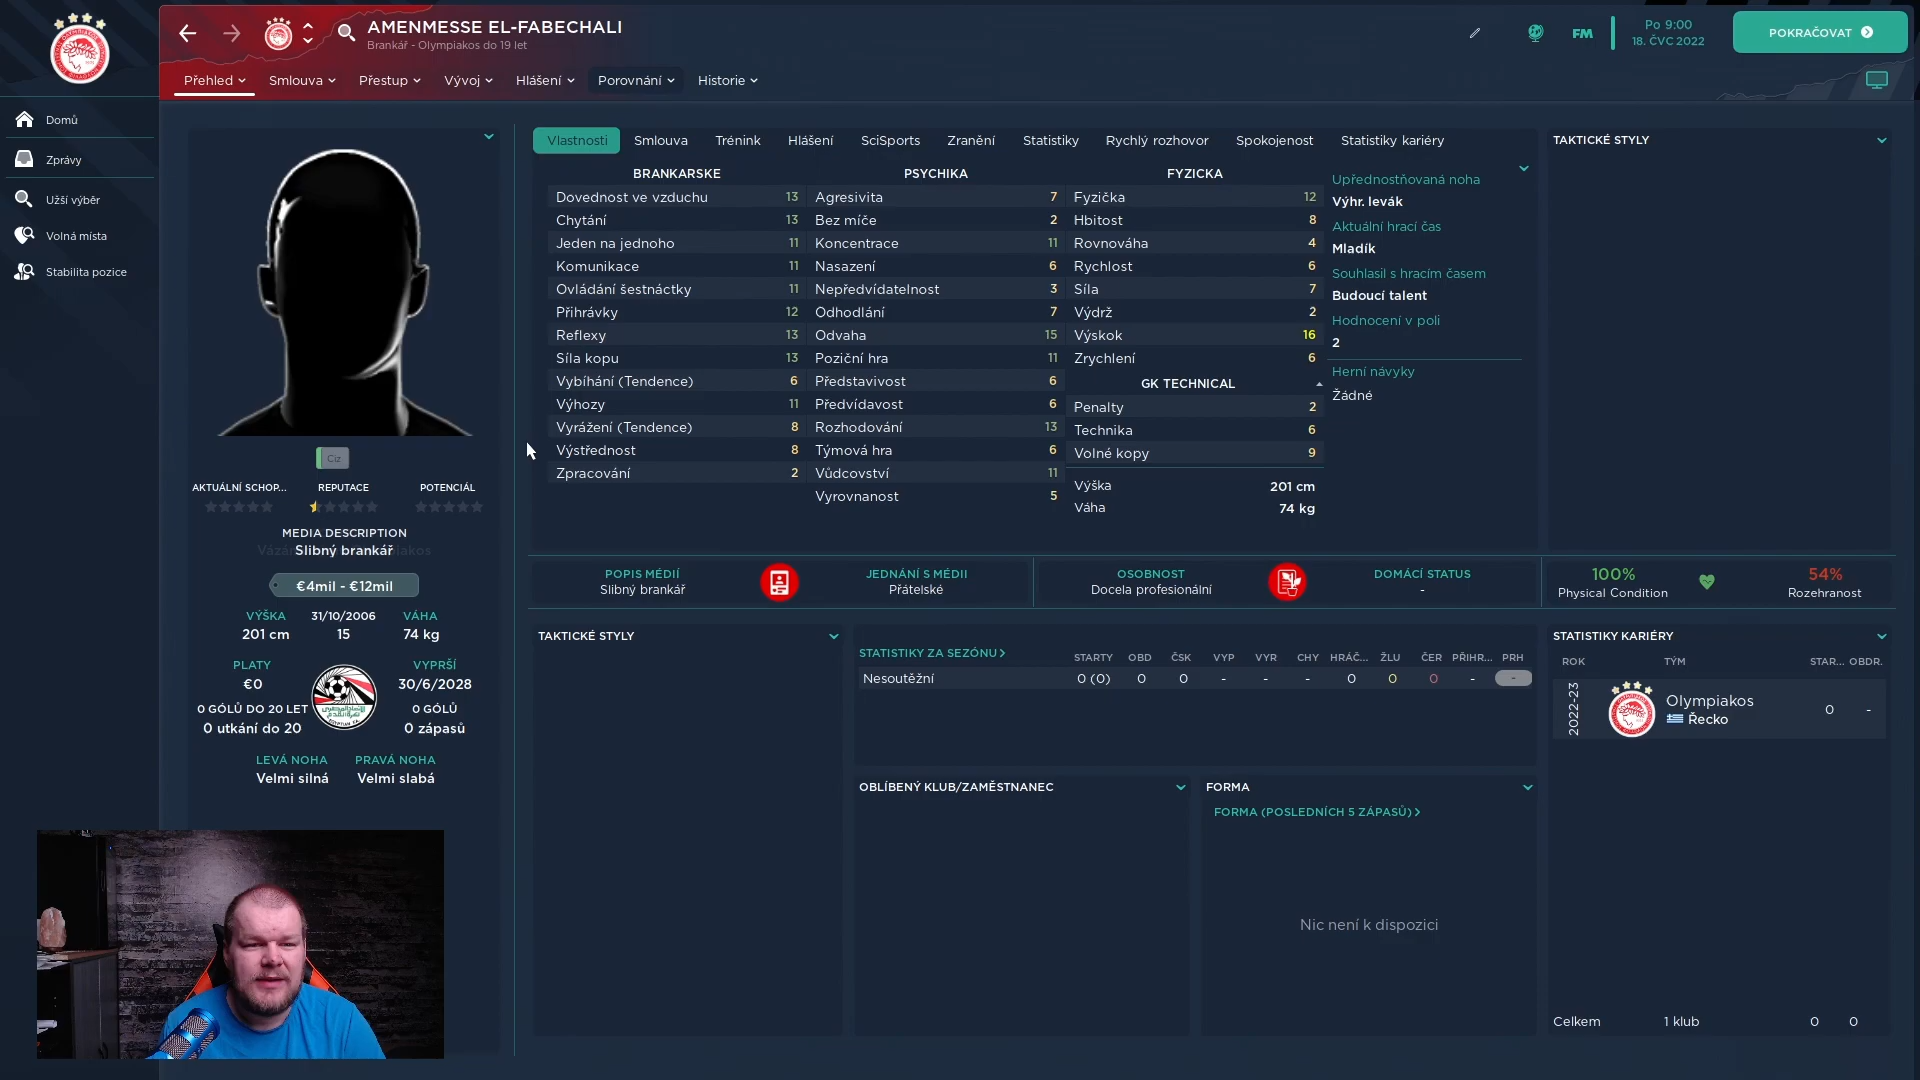 AMENMESSE EL-FABECHALI
Brankář - Olympiakos do 19 let
FM
Po 9:00
18. ČVC 2022
POKRAČOVAT
Přehled
Smlouva
Přestup
Vývoj
Hlášení
Porovnání
Historie
Domů
Zprávy
Užší výběr
Volná místa
Stabilita pozice
Ciz
AKTUÁLNÍ SCHOP...
REPUTACE
POTENCIÁL
MEDIA DESCRIPTION
Slibný brankář
€4mil - €12mil
VÝŠKA 31/10/2006 VÁHA
201 cm 15 74 kg
PLATY VYPRŠÍ
€0 30/6/2028
0 GÓLŮ DO 20 LET 0 GÓLŮ
0 utkání do 20 0 zápasů
LEVÁ NOHA PRAVÁ NOHA
Velmi silná Velmi slabá
Vlastnosti Smlouva Trénink Hlášení SciSports Zranění Statistiky Rychlý rozhovor Spokojenost Statistiky kariéry
BRANKARSKE
Dovednost ve vzduchu 13
Chytání 13
Jeden na jednoho 11
Komunikace 11
Ovládání šestnáctky 11
Přihrávky 12
Reflexy 13
Síla kopu 13
Vybíhání (Tendence) 6
Výhozy 11
Vyrážení (Tendence) 8
Výstřednost 8
Zpracování 2
PSYCHIKA
Agresivita 7
Bez míče 2
Koncentrace 11
Nasazení 6
Nepředvídatelnost 3
Odhodlání 7
Odvaha 15
Poziční hra 11
Představivost 6
Předvídavost 6
Rozhodování 13
Týmová hra 6
Vůdcovství 11
Vyrovnanost 5
FYZICKA
Fyzička 12
Hbitost 8
Rovnováha 4
Rychlost 6
Síla 7
Výdrž 2
Výskok 16
Zrychlení 6
GK TECHNICAL
Penalty 2
Technika 6
Volné kopy 9
Výška 201 cm
Váha 74 kg
Upřednostňovaná noha
Výhr. levák
Aktuální hrací čas
Mladík
Souhlasil s hracím časem
Budoucí talent
Hodnocení v poli
2
Herní návyky
Žádné
TAKTICKÉ STYLY
POPIS MÉDIÍ
Slibný brankář
JEDNÁNÍ S MÉDII
Přátelské
OSOBNOST
Docela profesionální
DOMÁCÍ STATUS
-
100%
Physical Condition
54%
Rozehranost
TAKTICKÉ STYLY
STATISTIKY ZA SEZÓNU STARTY OBD ČSK VYP VYR CHY HRÁČ... ŽLU ČER PŘIHR... PRH
Nesoutěžní 0 (0) 0 0 - - - 0 0 0 - -
OBLÍBENÝ KLUB/ZAMĚSTNANEC
FORMA
FORMA (POSLEDNÍCH 5 ZÁPASŮ)
Nic není k dispozici
STATISTIKY KARIÉRY
ROK TÝM STAR... OBDR.
2022-23
Olympiakos
Řecko
0 -
Celkem 1 klub 0 0